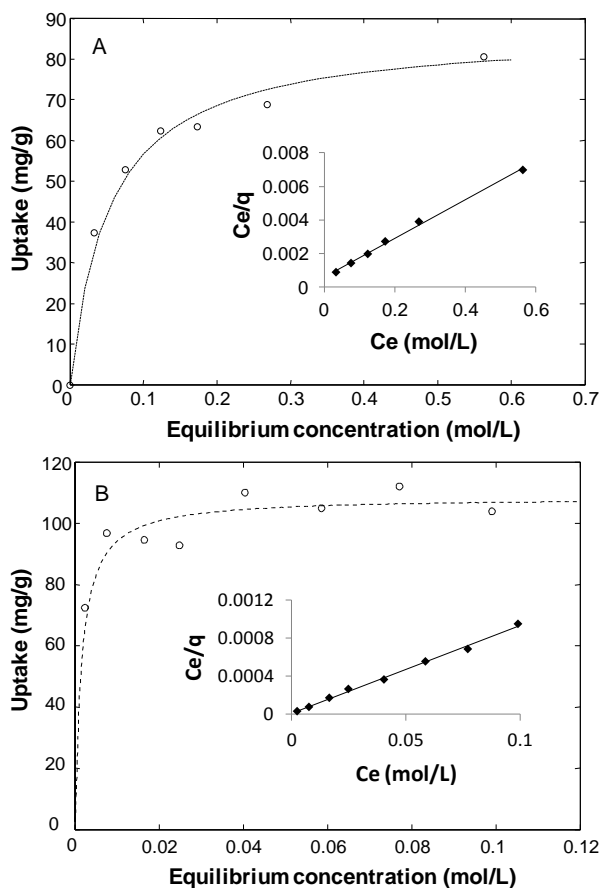 A
90
80
70
60
50
40
30
20
10
0
Uptake (mg/g)
0 0.1 0.2 0.3 0.4 0.5 0.6 0.7
Equilibrium concentration (mol/L)
0.008
0.006
0.004
0.002
0
Ce/q
0 0.2 0.4 0.6
Ce (mol/L)
B
120
100
80
60
40
20
0
Uptake (mg/g)
0 0.02 0.04 0.06 0.08 0.1 0.12
Equilibrium concentration (mol/L)
0.0012
0.0008
0.0004
0
Ce/q
0 0.05 0.1
Ce (mol/L)